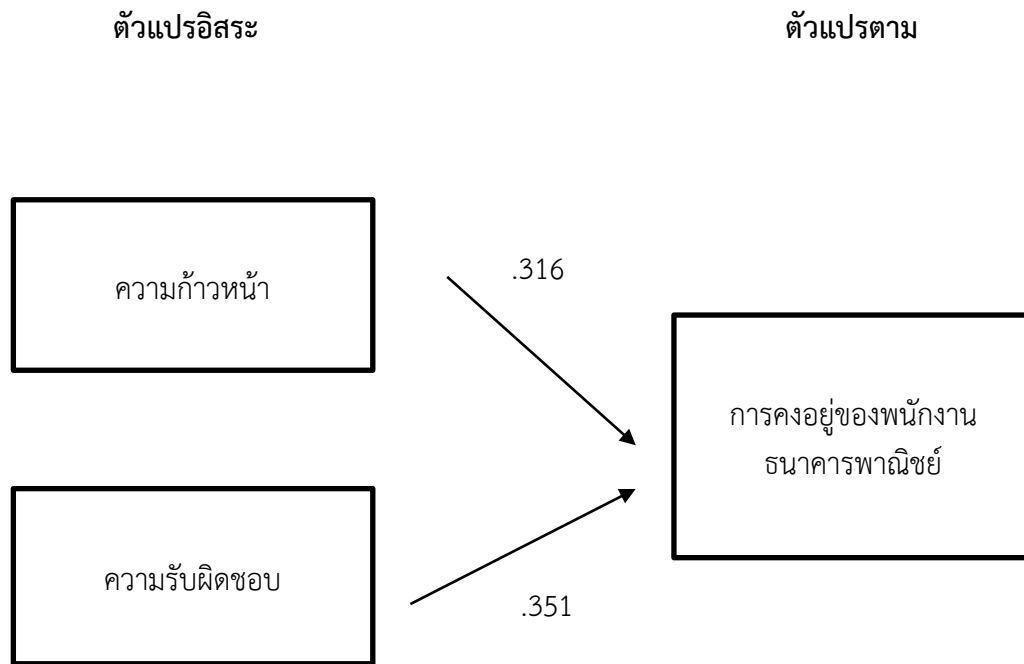 ตัวแปรอิสระ
ตัวแปรตาม
ความก้าวหน้า
.316
การคงอยู่ของพนักงาน
ธนาคารพาณิชย์
ความรับผิดชอบ
.351